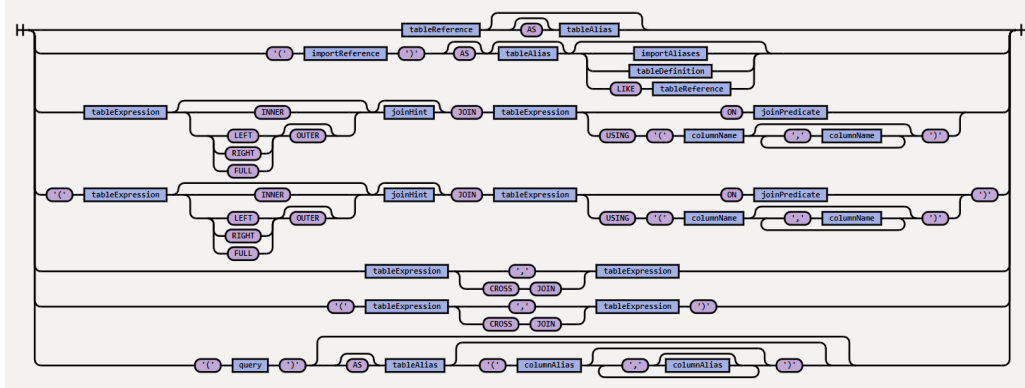 tableReference AS tableAlias
'(' importReference ')' AS tableAlias importAliases
tableDefinition
LIKE tableReference
tableExpression INNER joinHint JOIN tableExpression ON joinPredicate
LEFT OUTER USING '(' columnName ',' columnName ')'
RIGHT
FULL
'(' tableExpression INNER joinHint JOIN tableExpression ON joinPredicate ')'
LEFT OUTER USING '(' columnName ',' columnName ')'
RIGHT
FULL
tableExpression ',' tableExpression
CROSS JOIN
'(' tableExpression ',' tableExpression ')'
CROSS JOIN
'(' query ')' AS tableAlias '(' columnAlias ',' columnAlias ')'